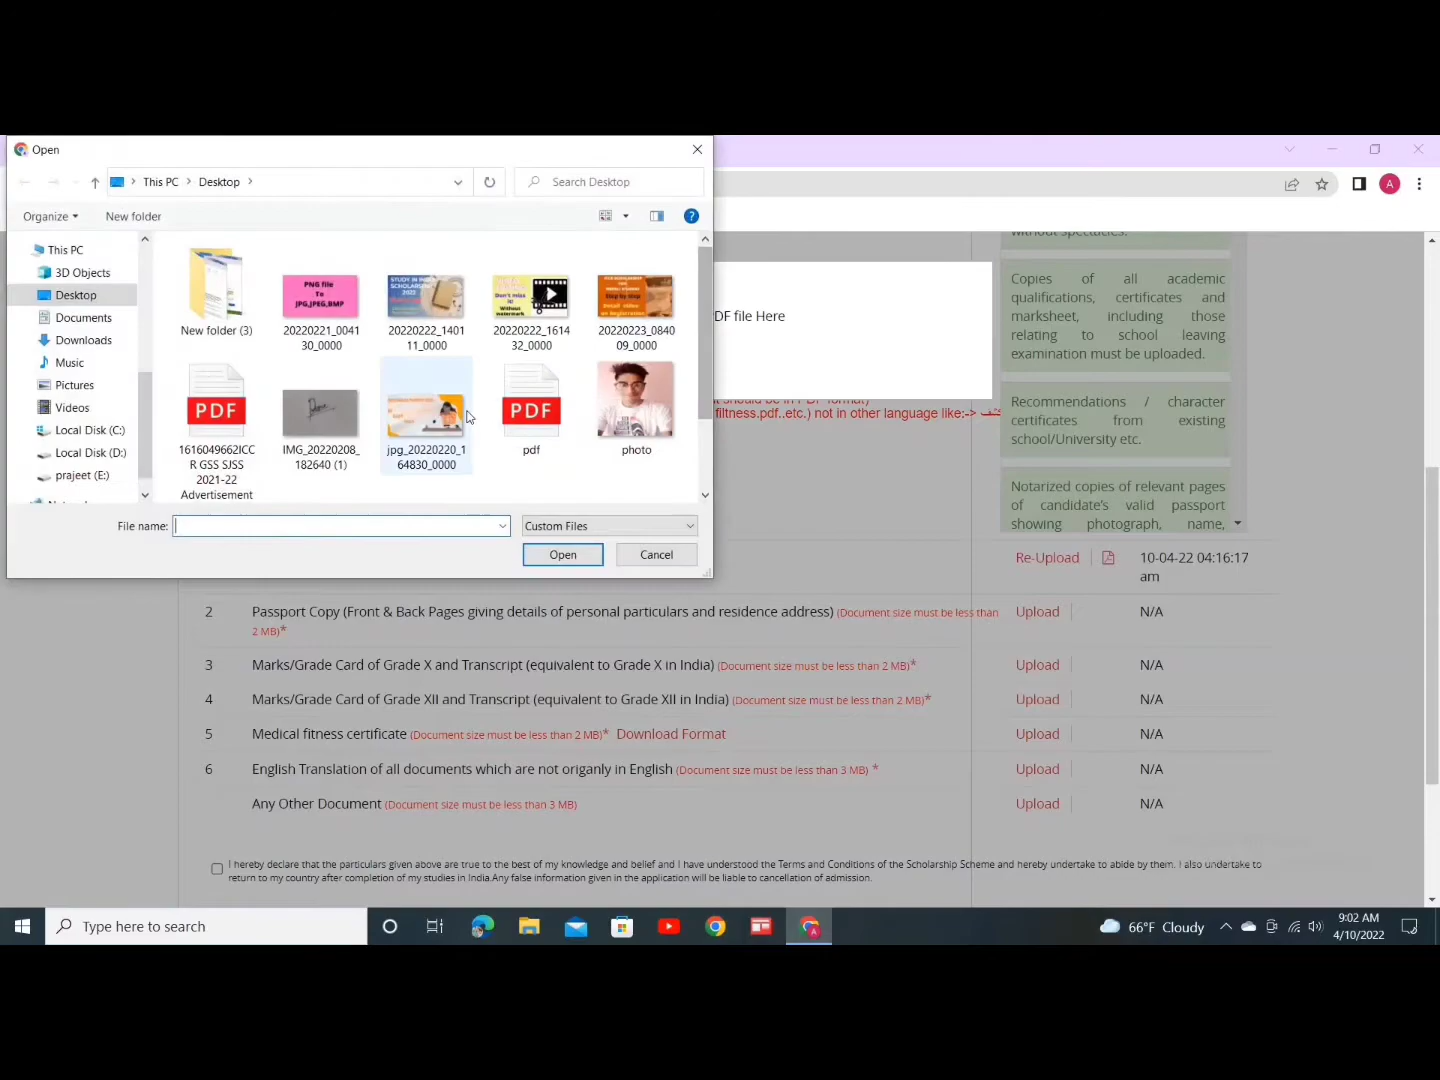 Open
This PC
Desktop
Search Desktop
Organize
New folder
This PC
3D Objects
Desktop
Documents
Downloads
Music
Pictures
Videos
Local Disk (C:)
Local Disk (D:)
prajeet (E:)
PNG file
To
JPG,JPEG,BMP
New folder (3)
20220221_0041
30_0000
20220222_1401
11_0000
20220222_1614
32_0000
20220223_0840
09_0000
PDF
PDF
1616049662ICC
R GSS SJSS
2021-22
Advertisement
IMG_20220208_
182640 (1)
jpg_20220220_1
64830_0000
pdf
photo
File name:
Custom Files
Open
Cancel
A
DF file Here
should be in PDF format)
filtness.pdf..etc.) not in other language like:->
without spectacles.
Copies of all academic
qualifications, certificates and
marksheet, including those
relating to school leaving
examination must be uploaded.
Recommendations / character
certificates from existing
school/University etc.
Notarized copies of relevant pages
of candidate's valid passport
showing photograph, name,
Re-Upload
10-04-22 04:16:17
am
2 Passport Copy (Front & Back Pages giving details of personal particulars and residence address) (Document size must be less than
2 MB)* Upload N/A
3 Marks/Grade Card of Grade X and Transcript (equivalent to Grade X in India) (Document size must be less than 2 MB)* Upload N/A
4 Marks/Grade Card of Grade XII and Transcript (equivalent to Grade XII in India) (Document size must be less than 2 MB)* Upload N/A
5 Medical fitness certificate (Document size must be less than 2 MB)* Download Format Upload N/A
6 English Translation of all documents which are not origanly in English (Document size must be less than 3 MB) * Upload N/A
Any Other Document (Document size must be less than 3 MB) Upload N/A
I hereby declare that the particulars given above are true to the best of my knowledge and belief and I have understood the Terms and Conditions of the Scholarship Scheme and hereby undertake to abide by them. I also undertake to
return to my country after completion of my studies in India.Any false information given in the application will be liable to cancellation of admission.
Type here to search
66°F Cloudy
9:02 AM
4/10/2022